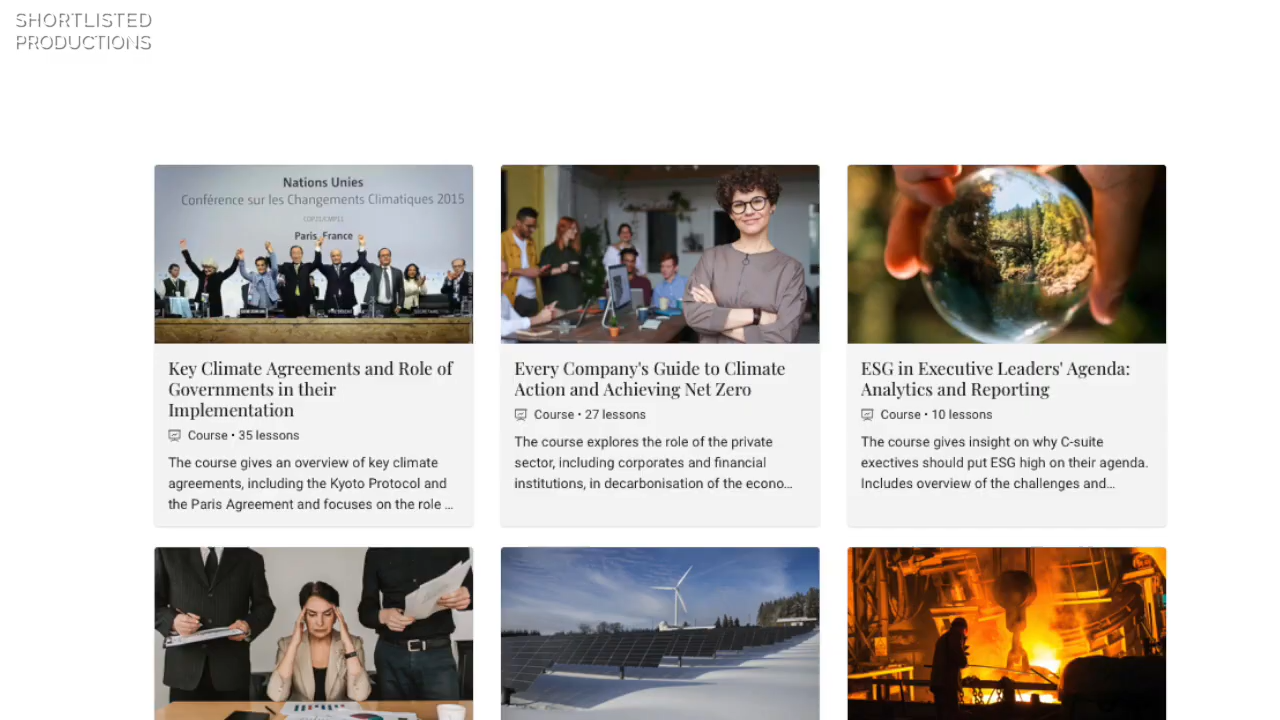 SHORTLISTED
PRODUCTIONS
Nations Unies
Conférence sur les Changements Climatiques 2015
COP21/CMP11
Paris, France
Key Climate Agreements and Role of
Governments in their
Implementation
Course • 35 lessons
The course gives an overview of key climate
agreements, including the Kyoto Protocol and
the Paris Agreement and focuses on the role ...
Every Company's Guide to Climate
Action and Achieving Net Zero
Course • 27 lessons
The course explores the role of the private
sector, including corporates and financial
institutions, in decarbonisation of the econo...
ESG in Executive Leaders' Agenda:
Analytics and Reporting
Course • 10 lessons
The course gives insight on why C-suite
exectives should put ESG high on their agenda.
Includes overview of the challenges and...